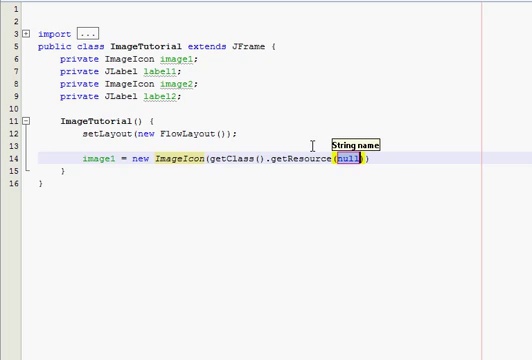 1
2
3 import ...
5 public class ImageTutorial extends JFrame {
6 private ImageIcon image1;
7 private JLabel label1;
8 private ImageIcon image2;
9 private JLabel label2;
10
11 ImageTutorial() {
12 setLayout(new FlowLayout());
13
String name
14 image1 = new ImageIcon(getClass().getResource(null))
15 }
16 }